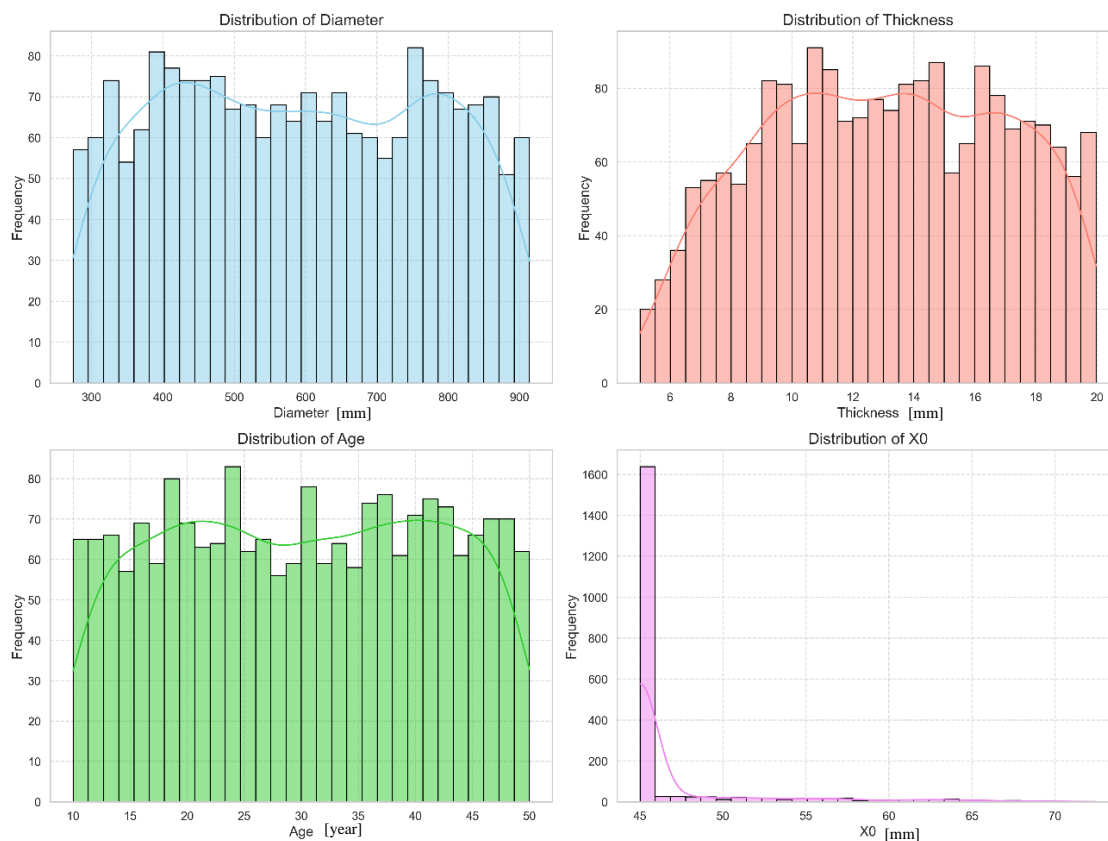 Distribution of Diameter
80
70
60
50
40
30
20
10
0
Frequency
300 400 500 600 700 800 900
Diameter [mm]
Distribution of Thickness
80
60
40
20
0
Frequency
6 8 10 12 14 16 18 20
Thickness [mm]
Distribution of Age
80
70
60
50
40
30
20
10
0
Frequency
10 15 20 25 30 35 40 45 50
Age [year]
Distribution of X0
1600
1400
1200
1000
800
600
400
200
0
Frequency
45 50 55 60 65 70
X0 [mm]